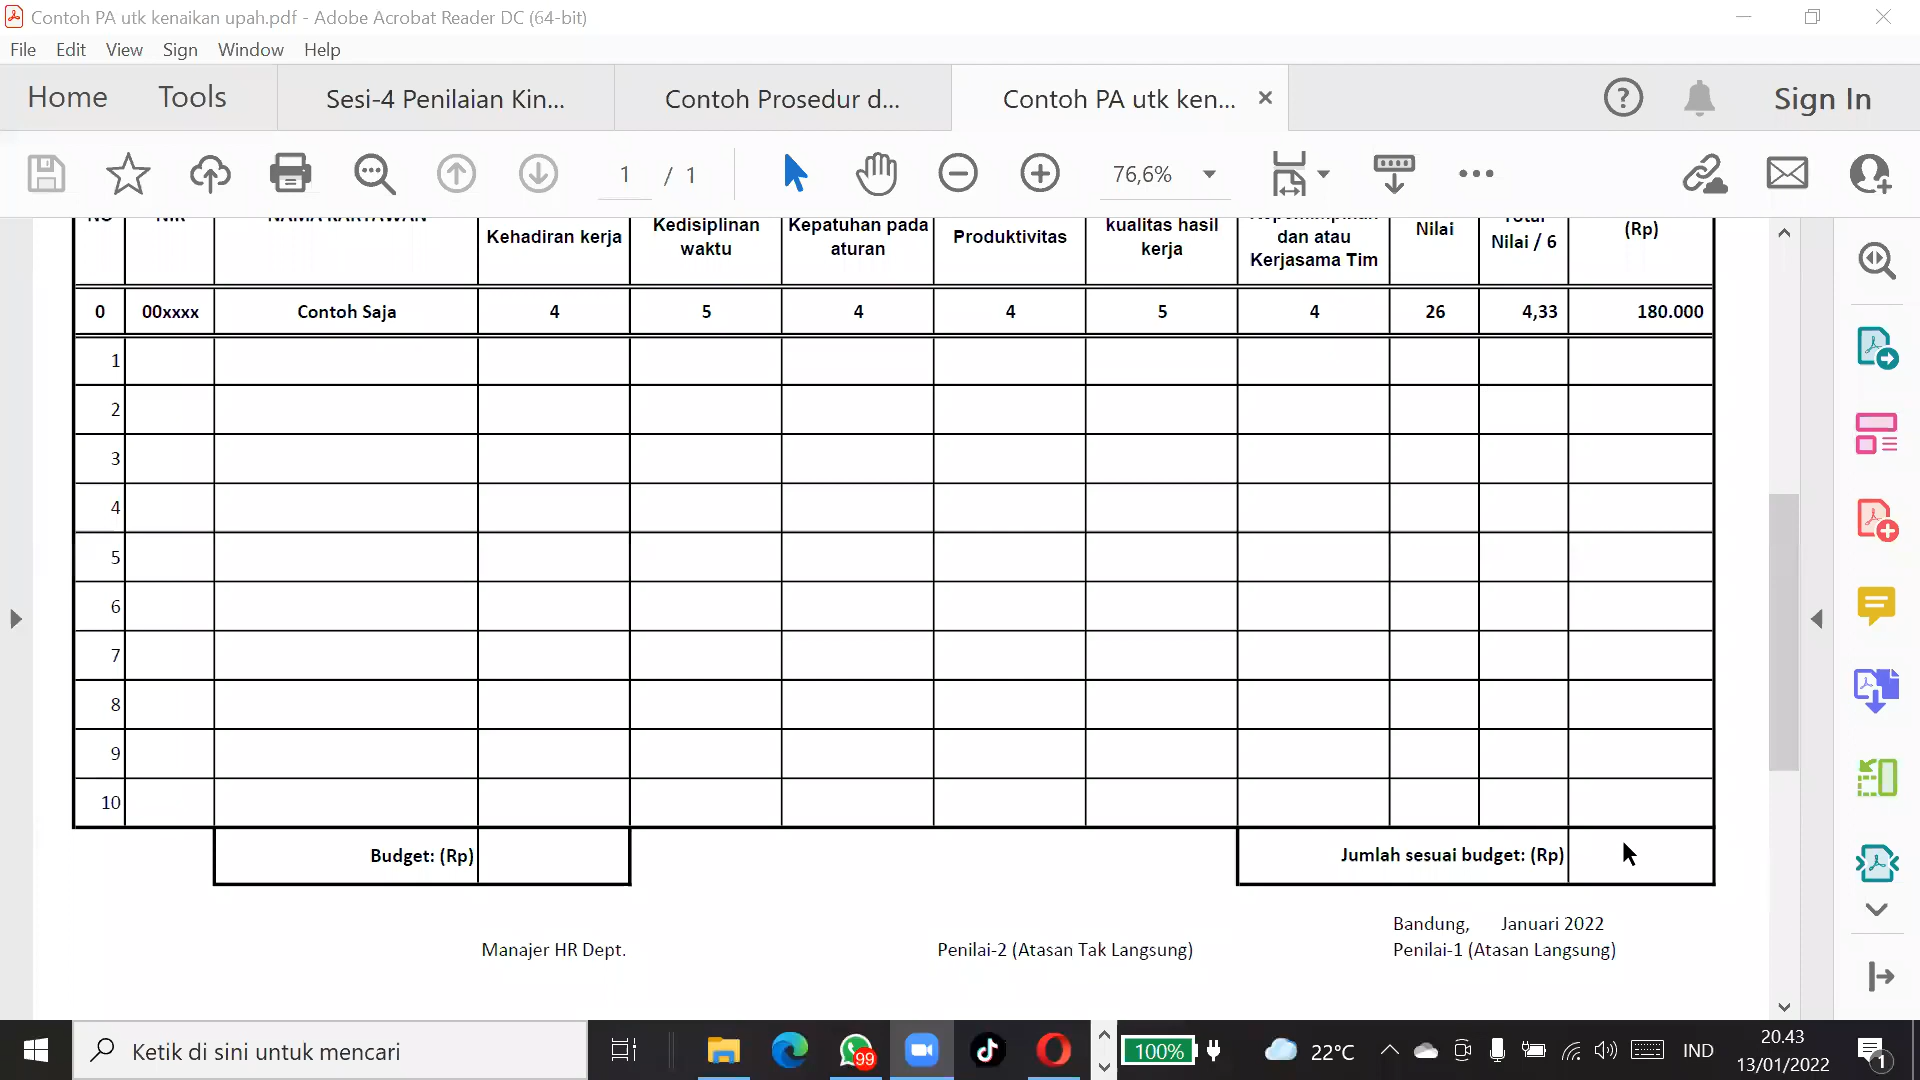 Contoh PA utk kenaikan upah.pdf - Adobe Acrobat Reader DC (64-bit)
File Edit View Sign Window Help
Home Tools Sesi-4 Penilaian Kin... Contoh Prosedur d... Contoh PA utk ken... Sign In
1 / 1 76,6%
NO NIK NAMA KARYAWAN Kehadiran kerja Kedisiplinan waktu Kepatuhan pada aturan Produktivitas kualitas hasil kerja dan atau Kerjasama Tim Nilai Total Nilai / 6 (Rp)
0 00xxxx Contoh Saja 4 5 4 4 5 4 26 4,33 180.000
1
2
3
4
5
6
7
8
9
10
Budget: (Rp) Jumlah sesuai budget: (Rp)
Bandung, Januari 2022
Manajer HR Dept. Penilai-2 (Atasan Tak Langsung) Penilai-1 (Atasan Langsung)
Ketik di sini untuk mencari 99 100% 22°C IND 20.43 1
13/01/2022